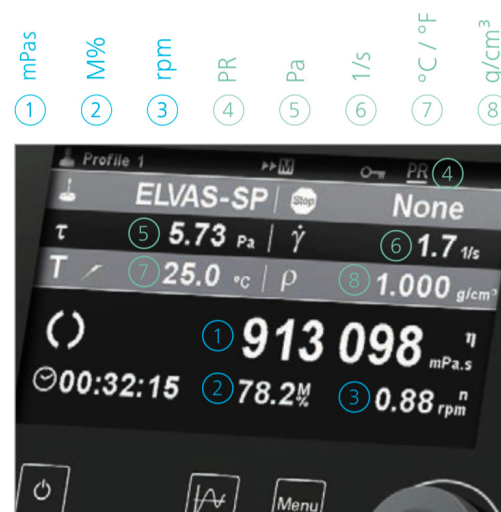 mPas M% rpm PR Pa 1/s °C / °F g/cm³
1 2 3 4 5 6 7 8
Profile 1 ▸▸M PR 4
ELVAS-SP Stop None
τ 5 5.73 Pa γ̇ 6 1.7 1/s
T 7 25.0 °C ρ 8 1.000 g/cm³
1 913 098 mPa.s η
00:32:15 2 78.2 M% 3 0.88 rpm n
Menu